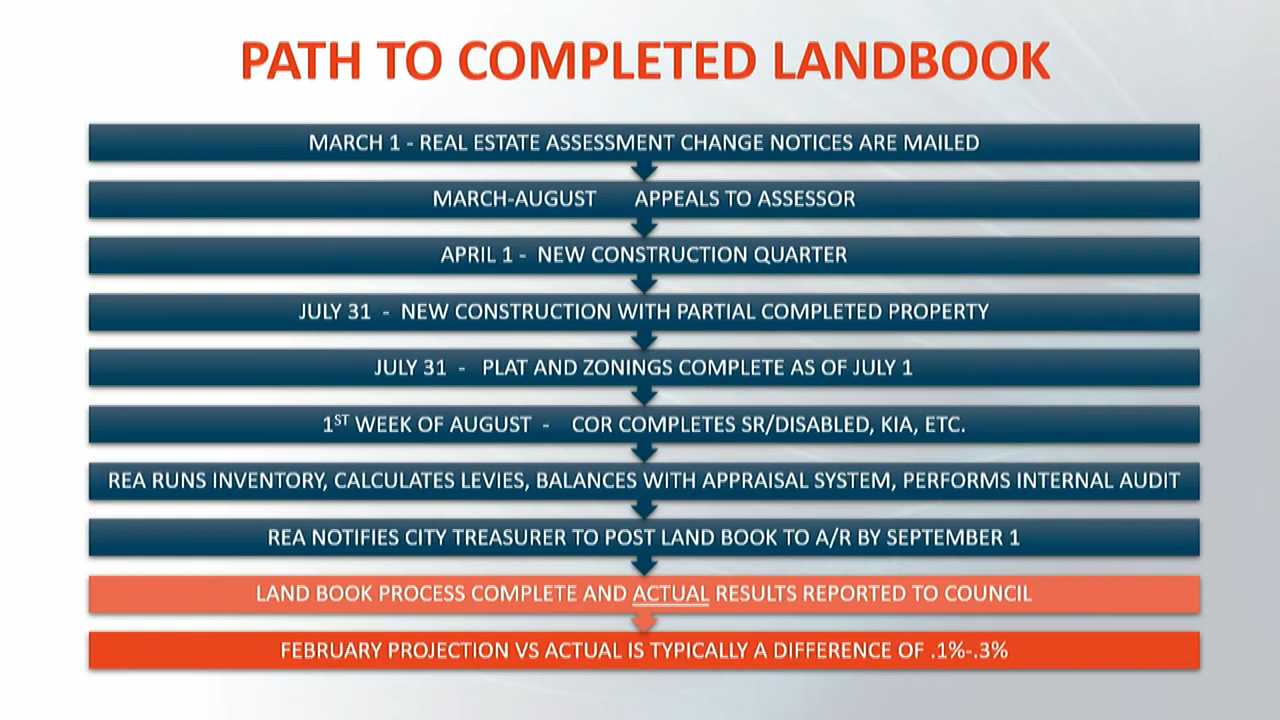 PATH TO COMPLETED LANDBOOK
MARCH 1 - REAL ESTATE ASSESSMENT CHANGE NOTICES ARE MAILED
MARCH-AUGUST APPEALS TO ASSESSOR
APRIL 1 - NEW CONSTRUCTION QUARTER
JULY 31 - NEW CONSTRUCTION WITH PARTIAL COMPLETED PROPERTY
JULY 31 - PLAT AND ZONINGS COMPLETE AS OF JULY 1
1ST WEEK OF AUGUST - COR COMPLETES SR/DISABLED, KIA, ETC.
REA RUNS INVENTORY, CALCULATES LEVIES, BALANCES WITH APPRAISAL SYSTEM, PERFORMS INTERNAL AUDIT
REA NOTIFIES CITY TREASURER TO POST LAND BOOK TO A/R BY SEPTEMBER 1
LAND BOOK PROCESS COMPLETE AND ACTUAL RESULTS REPORTED TO COUNCIL
FEBRUARY PROJECTION VS ACTUAL IS TYPICALLY A DIFFERENCE OF .1%-.3%